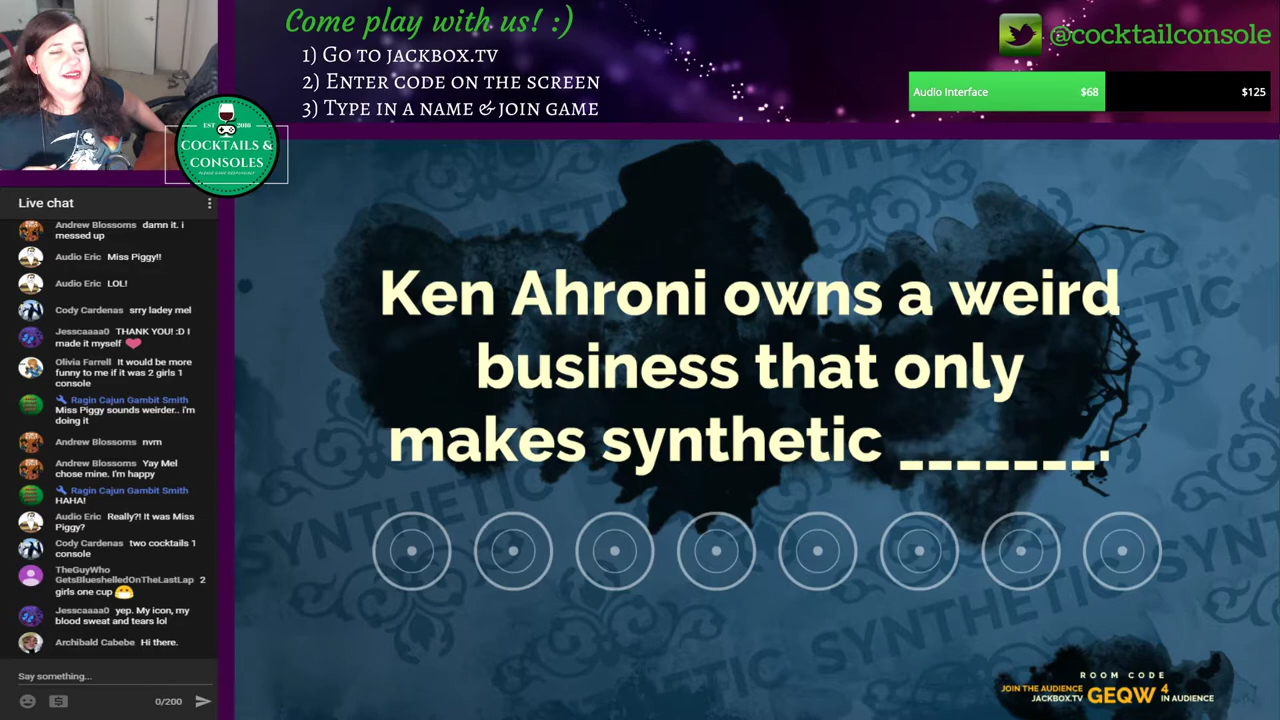 Come play with us! :)
1) Go to jackbox.tv
2) Enter code on the screen
3) Type in a name & join game
@cocktailconsole
Audio Interface $68 $125
EST 2018
COCKTAILS &
CONSOLES
PLEASE GAME RESPONSIBLY
Live chat
Andrew Blossoms damn it. i
messed up
Audio Eric Miss Piggy!!
Audio Eric LOL!
Cody Cardenas srry ladey mel
Jesscaaaa0 THANK YOU! :D I
made it myself
Olivia Farrell It would be more
funny to me if it was 2 girls 1
console
Ragin Cajun Gambit Smith
Miss Piggy sounds weirder.. i'm
doing it
Andrew Blossoms nvm
Andrew Blossoms Yay Mel
chose mine. I'm happy
Ragin Cajun Gambit Smith
HAHA!
Audio Eric Really?! It was Miss
Piggy?
Cody Cardenas two cocktails 1
console
TheGuyWho
GetsBlueshelledOnTheLastLap 2
girls one cup
Jesscaaaa0 yep. My icon, my
blood sweat and tears lol
Archibald Cabebe Hi there.
Say something...
0/200
Ken Ahroni owns a weird
business that only
makes synthetic _______.
SYNTHETIC
ROOM CODE
JOIN THE AUDIENCE
JACKBOX.TV
GEQW
4
IN AUDIENCE